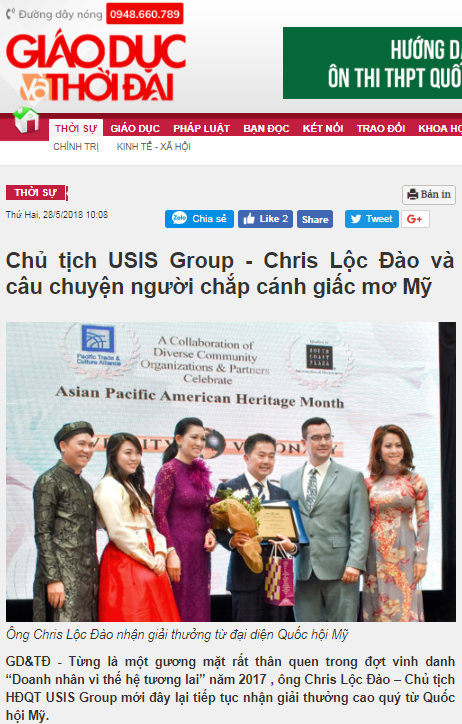 Đường dây nóng 0948.660.789
GIÁO DỤC
và THỜI ĐẠI
HƯỚNG D
ÔN THI THPT QUỐ
THỜI SỰ GIÁO DỤC PHÁP LUẬT BẠN ĐỌC KẾT NỐI TRAO ĐỔI KHOA H
CHÍNH TRỊ KINH TẾ - XÃ HỘI
THỜI SỰ
Bản in
Thứ Hai, 28/5/2018 10:08
Zalo Chia sẻ Like 2 Share Tweet G+
Chủ tịch USIS Group - Chris Lộc Đào và
câu chuyện người chắp cánh giấc mơ Mỹ
Pacific Trade &
Culture Alliance
A Collaboration of
Diverse Community
Organizations & Partners
Celebrate
SOUTH
COAST
PLAZA
Asian Pacific American Heritage Month
Ông Chris Lộc Đào nhận giải thưởng từ đại diện Quốc hội Mỹ
GD&TĐ - Từng là một gương mặt rất thân quen trong đợt vinh danh
“Doanh nhân vì thế hệ tương lai” năm 2017 , ông Chris Lộc Đào – Chủ tịch
HĐQT USIS Group mới đây lại tiếp tục nhận giải thưởng cao quý từ Quốc
hội Mỹ.